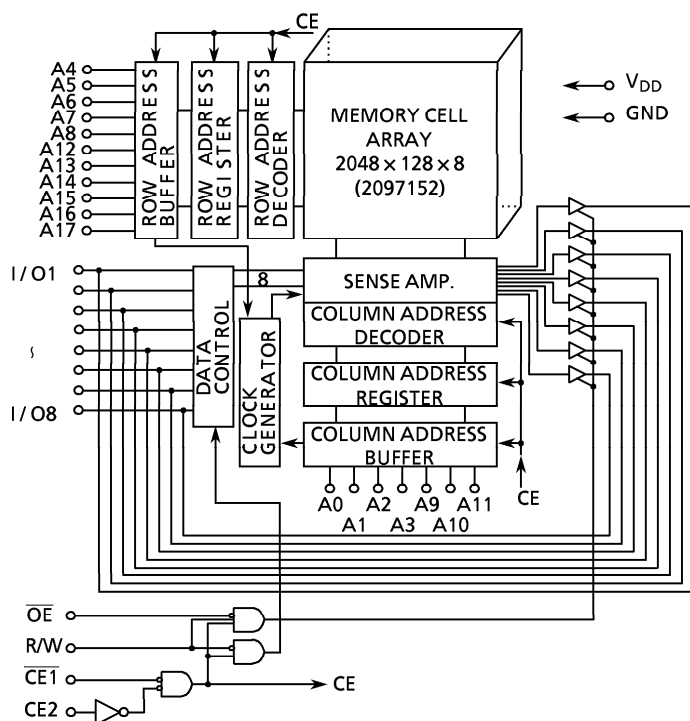 CE
A4
A5
A6
A7
A8
A12
A13
A14
A15
A16
A17
ROW ADDRESS
BUFFER
ROW ADDRESS
REGISTER
ROW ADDRESS
DECODER
MEMORY CELL
ARRAY
2048 × 128 × 8
(2097152)
VDD
GND
I/O1
~
I/O8
DATA
CONTROL
8
CLOCK
GENERATOR
SENSE AMP.
COLUMN ADDRESS
DECODER
COLUMN ADDRESS
REGISTER
COLUMN ADDRESS
BUFFER
CE
A0 A2 A9 A11
A1 A3 A10
O̅E̅
R/W
C̅E̅1̅
CE2
CE